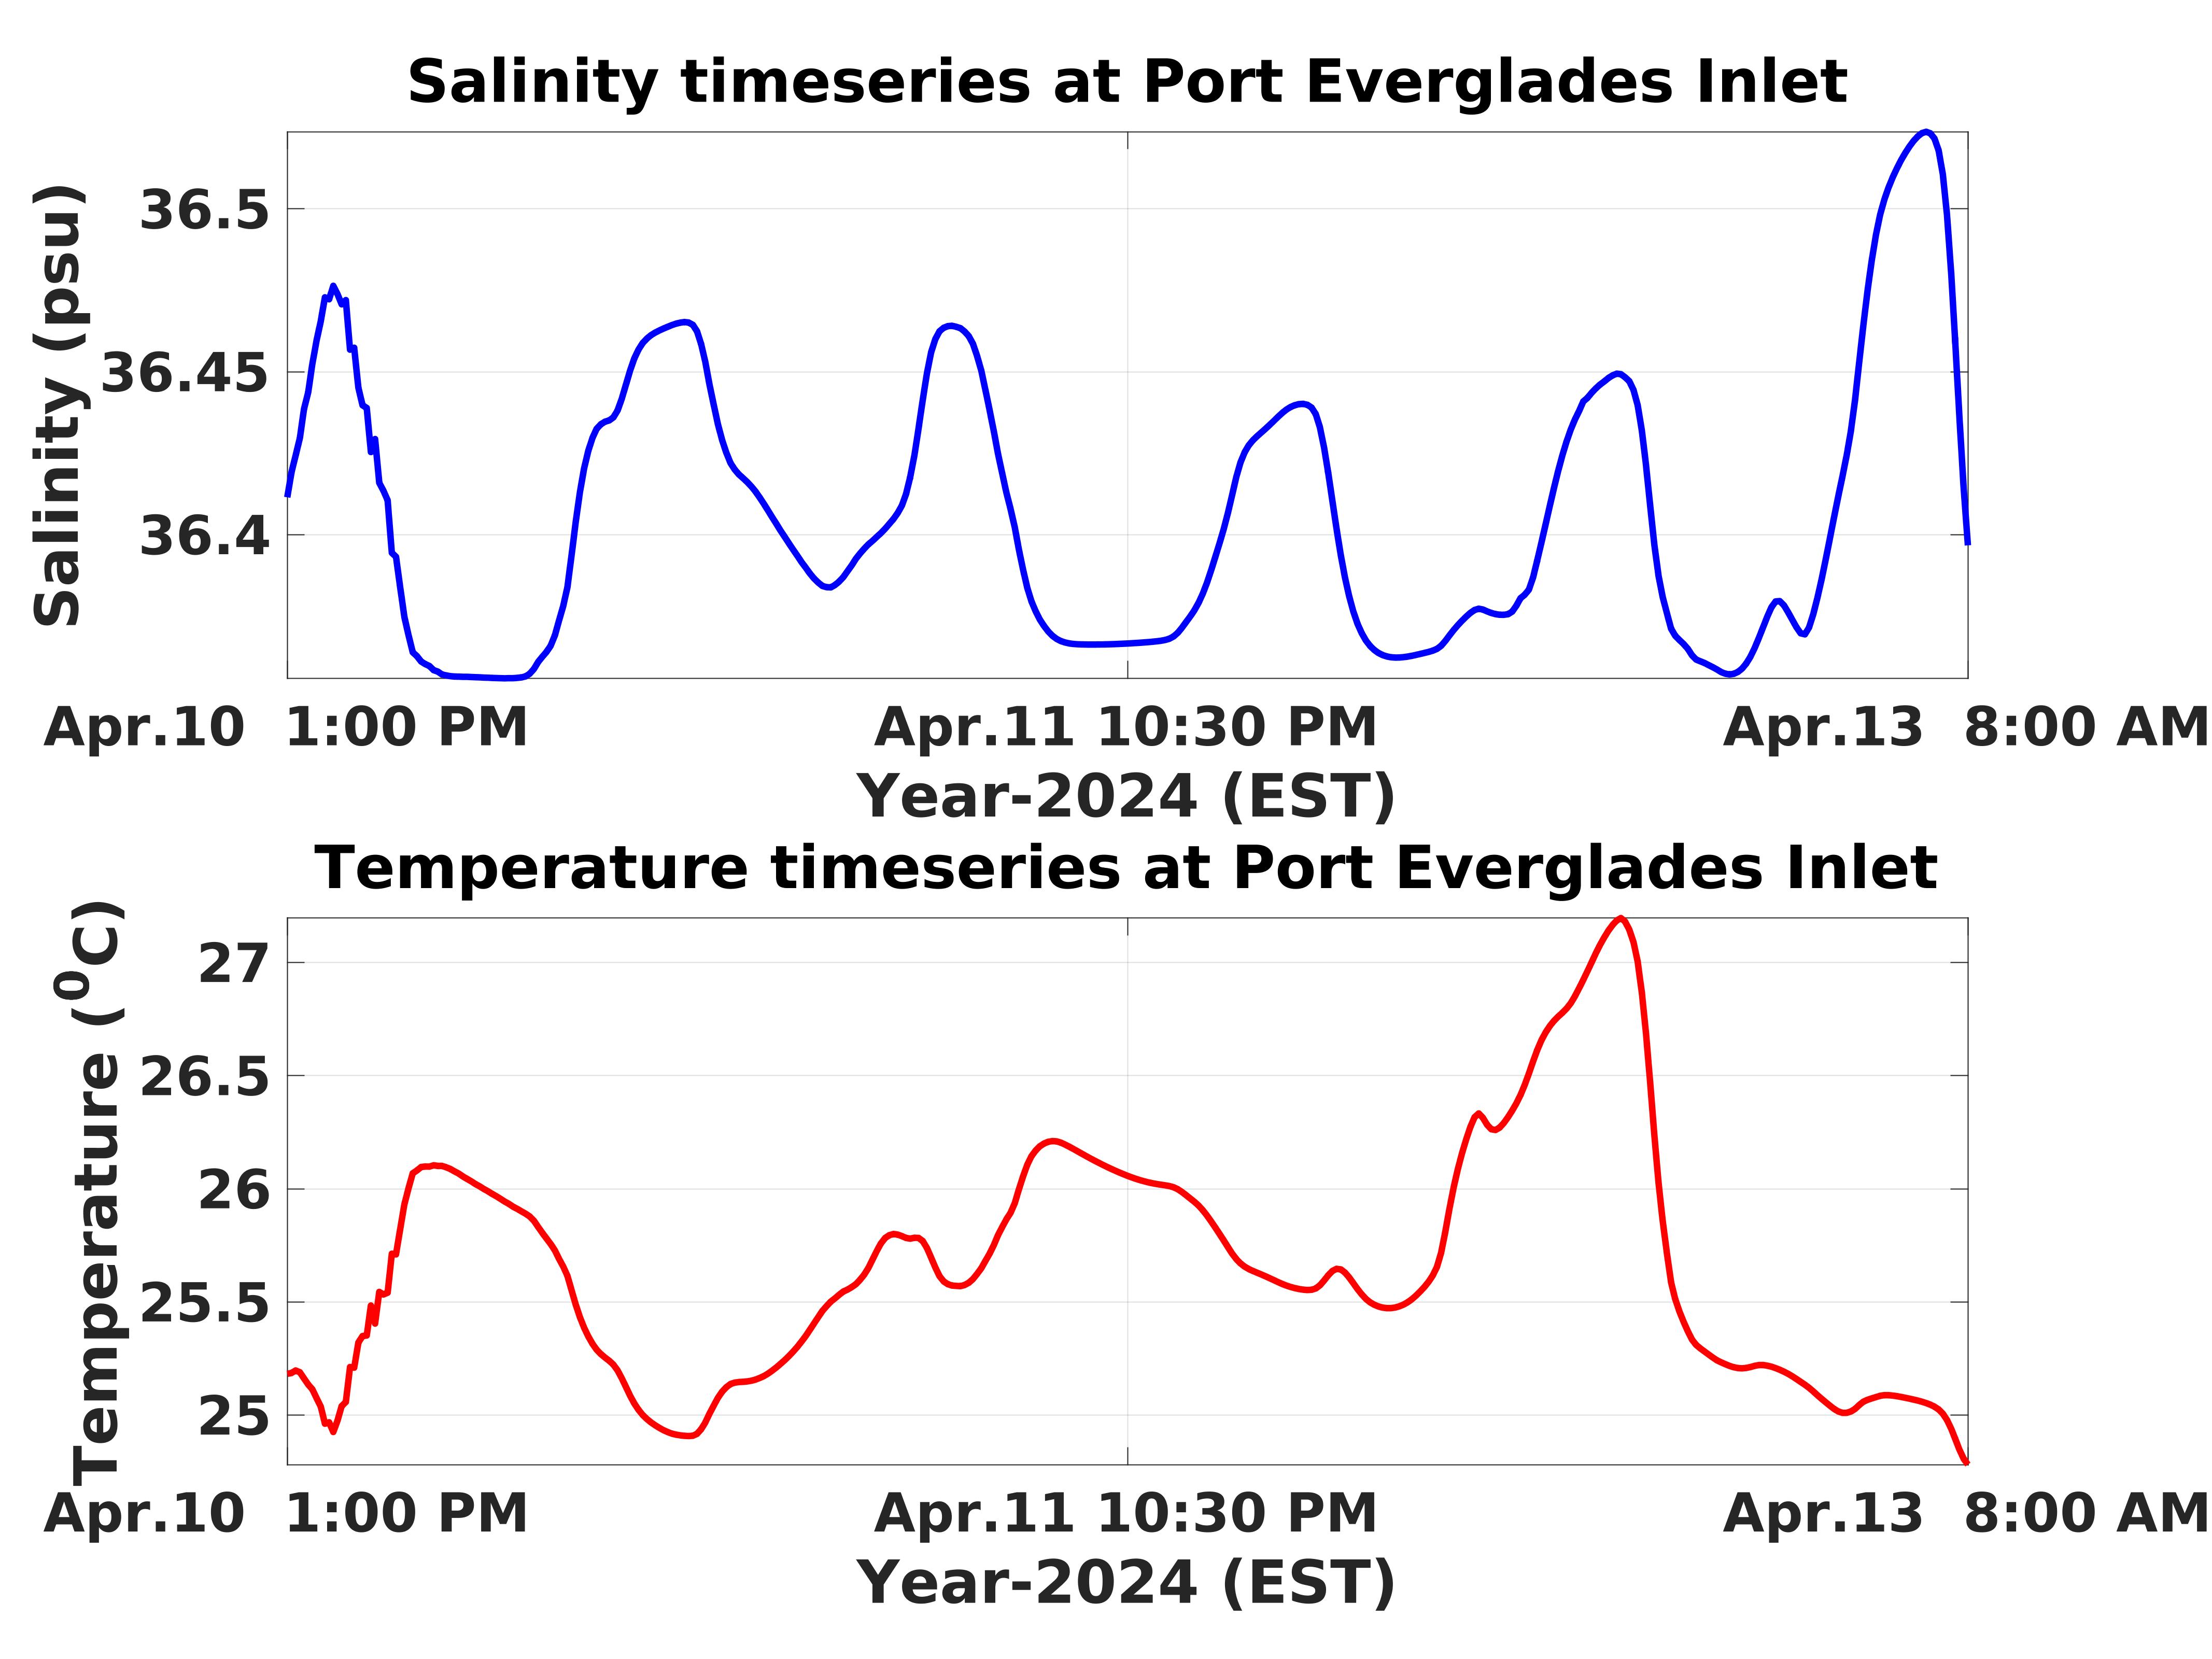 Salinity timeseries at Port Everglades Inlet
Salinity (psu)
36.5
36.45
36.4
Apr.10  1:00 PM
Apr.11 10:30 PM
Apr.13  8:00 AM
Year-2024 (EST)
Temperature timeseries at Port Everglades Inlet
Temperature (⁰C)
27
26.5
26
25.5
25
Apr.10  1:00 PM
Apr.11 10:30 PM
Apr.13  8:00 AM
Year-2024 (EST)